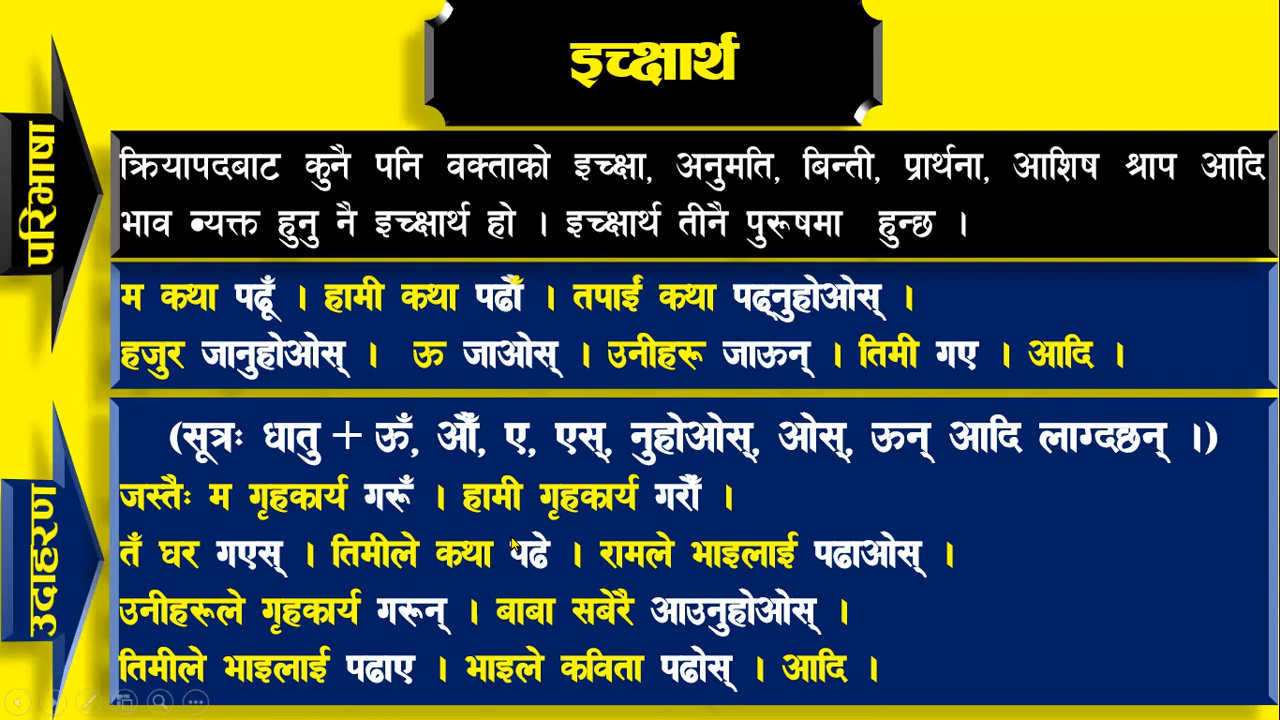 इच्क्षार्थ
परिभाषा
क्रियापदबाट कुनै पनि वक्ताको इच्क्षा, अनुमति, बिन्ती, प्रार्थना, आशिष श्राप आदि
भाव व्यक्त हुनु नै इच्क्षार्थ हो । इच्क्षार्थ तीनै पुरूषमा हुन्छ ।
म कथा पढूँ । हामी कथा पढौँ । तपाईं कथा पढ्नुहोओस् ।
हजुर जानुहोओस् । ऊ जाओस् । उनीहरू जाऊन् । तिमी गए । आदि ।
उदाहरण
(सूत्रः धातु + ऊँ, औँ, ए, एस्, नुहोओस्, ओस्, ऊन् आदि लाग्दछन् ।)
जस्तैः म गृहकार्य गरूँ । हामी गृहकार्य गरौँ ।
तँ घर गएस् । तिमीले कथा पढे । रामले भाइलाई पढाओस् ।
उनीहरूले गृहकार्य गरून् । बाबा सबेरै आउनुहोओस् ।
तिमीले भाइलाई पढाए । भाइले कविता पढोस् । आदि ।